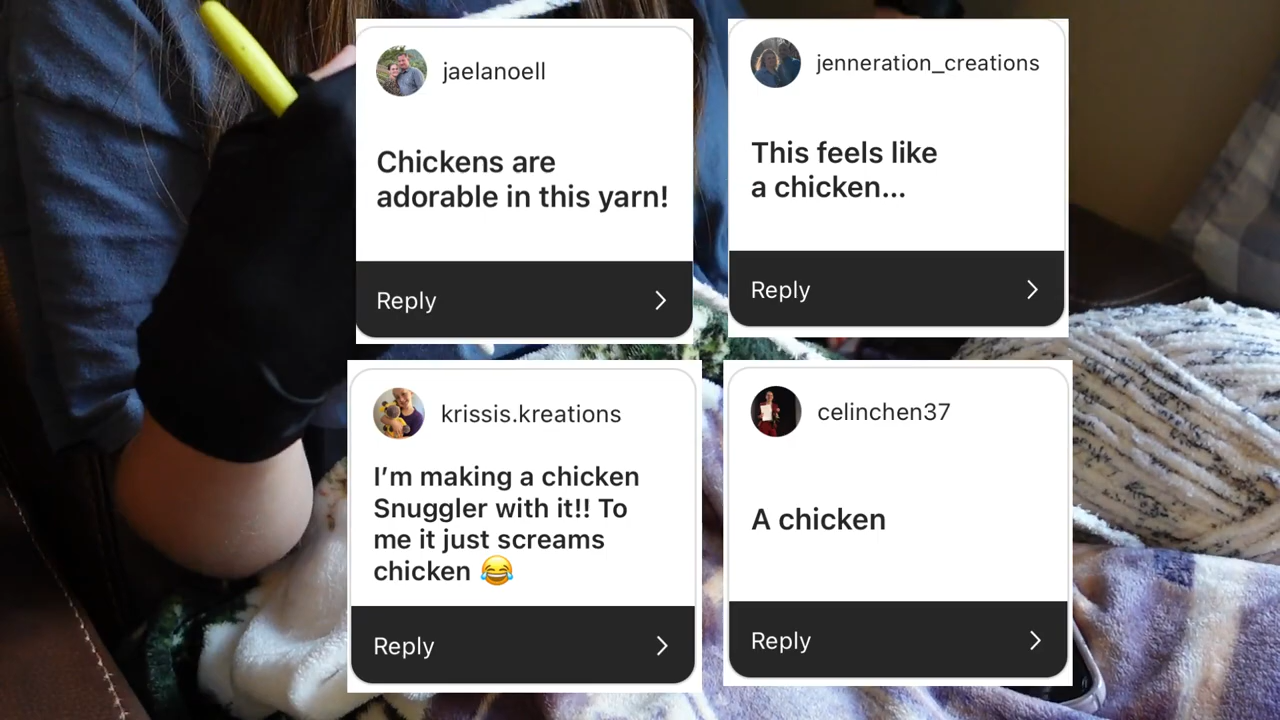 jaelanoell
Chickens are
adorable in this yarn!
Reply
jenneration_creations
This feels like
a chicken...
Reply
krissis.kreations
I'm making a chicken
Snuggler with it!! To
me it just screams
chicken 😂
Reply
celinchen37
A chicken
Reply